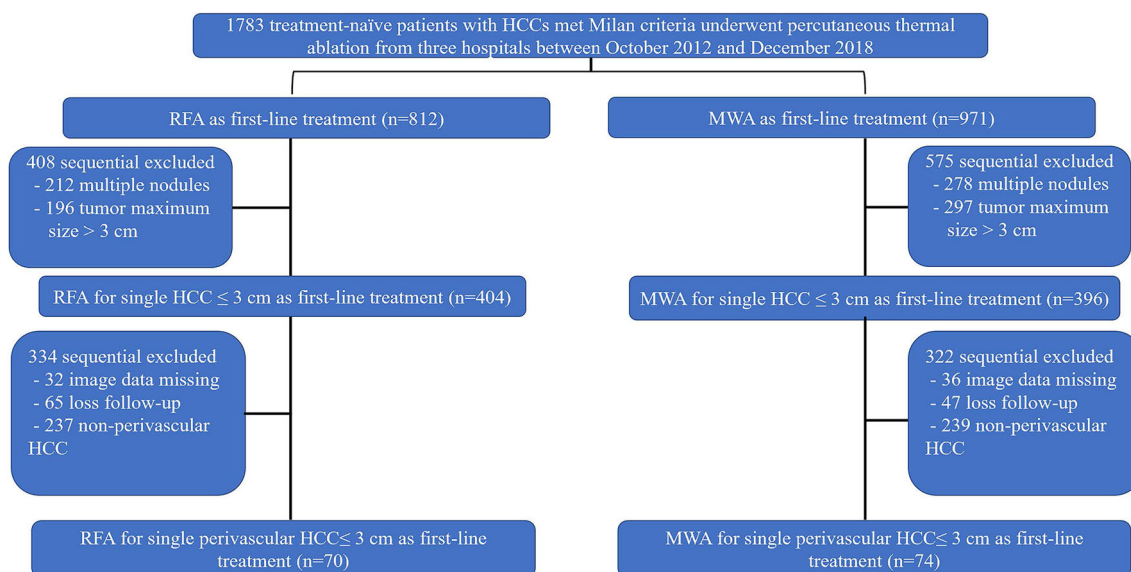 1783 treatment-naïve patients with HCCs met Milan criteria underwent percutaneous thermal
ablation from three hospitals between October 2012 and December 2018
RFA as first-line treatment (n=812)
MWA as first-line treatment (n=971)
408 sequential excluded
- 212 multiple nodules
- 196 tumor maximum
size > 3 cm
575 sequential excluded
- 278 multiple nodules
- 297 tumor maximum
size > 3 cm
RFA for single HCC ≤ 3 cm as first-line treatment (n=404)
MWA for single HCC ≤ 3 cm as first-line treatment (n=396)
334 sequential excluded
- 32 image data missing
- 65 loss follow-up
- 237 non-perivascular
HCC
322 sequential excluded
- 36 image data missing
- 47 loss follow-up
- 239 non-perivascular
HCC
RFA for single perivascular HCC≤ 3 cm as first-line
treatment (n=70)
MWA for single perivascular HCC≤ 3 cm as first-line
treatment (n=74)